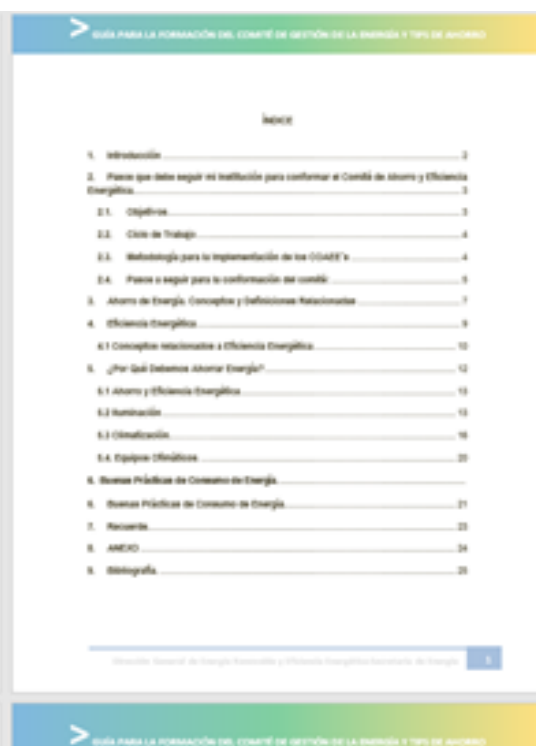 > GUÍA PARA LA FORMACIÓN DEL COMITÉ DE GESTIÓN DE LA ENERGÍA Y TIPS DE AHORRO
ÍNDICE
1. Introducción 2
2. Pasos que debe seguir mi Institución para conformar el Comité de Ahorro y Eficiencia
Energética 3
2.1. Objetivos 3
2.2. Ciclo de Trabajo 4
2.3. Metodología para la Implementación de los COAEE's 4
2.4. Pasos a seguir para la conformación del comité: 5
3. Ahorro de Energía, Conceptos y Definiciones Relacionadas 7
4. Eficiencia Energética 9
4.1 Conceptos relacionados a Eficiencia Energética 10
5. ¿Por Qué Debemos Ahorrar Energía? 12
5.1 Ahorro y Eficiencia Energética 13
5.2 Iluminación 13
5.3 Climatización 16
5.4. Equipos Ofimáticos 20
6. Buenas Prácticas de Consumo de Energía
6. Buenas Prácticas de Consumo de Energía 21
7. Recuerde 23
8. ANEXO 24
9. Bibliografía 25
Dirección General de Energía Renovable y Eficiencia Energética/Secretaría de Energía
> GUÍA PARA LA FORMACIÓN DEL COMITÉ DE GESTIÓN DE LA ENERGÍA Y TIPS DE AHORRO